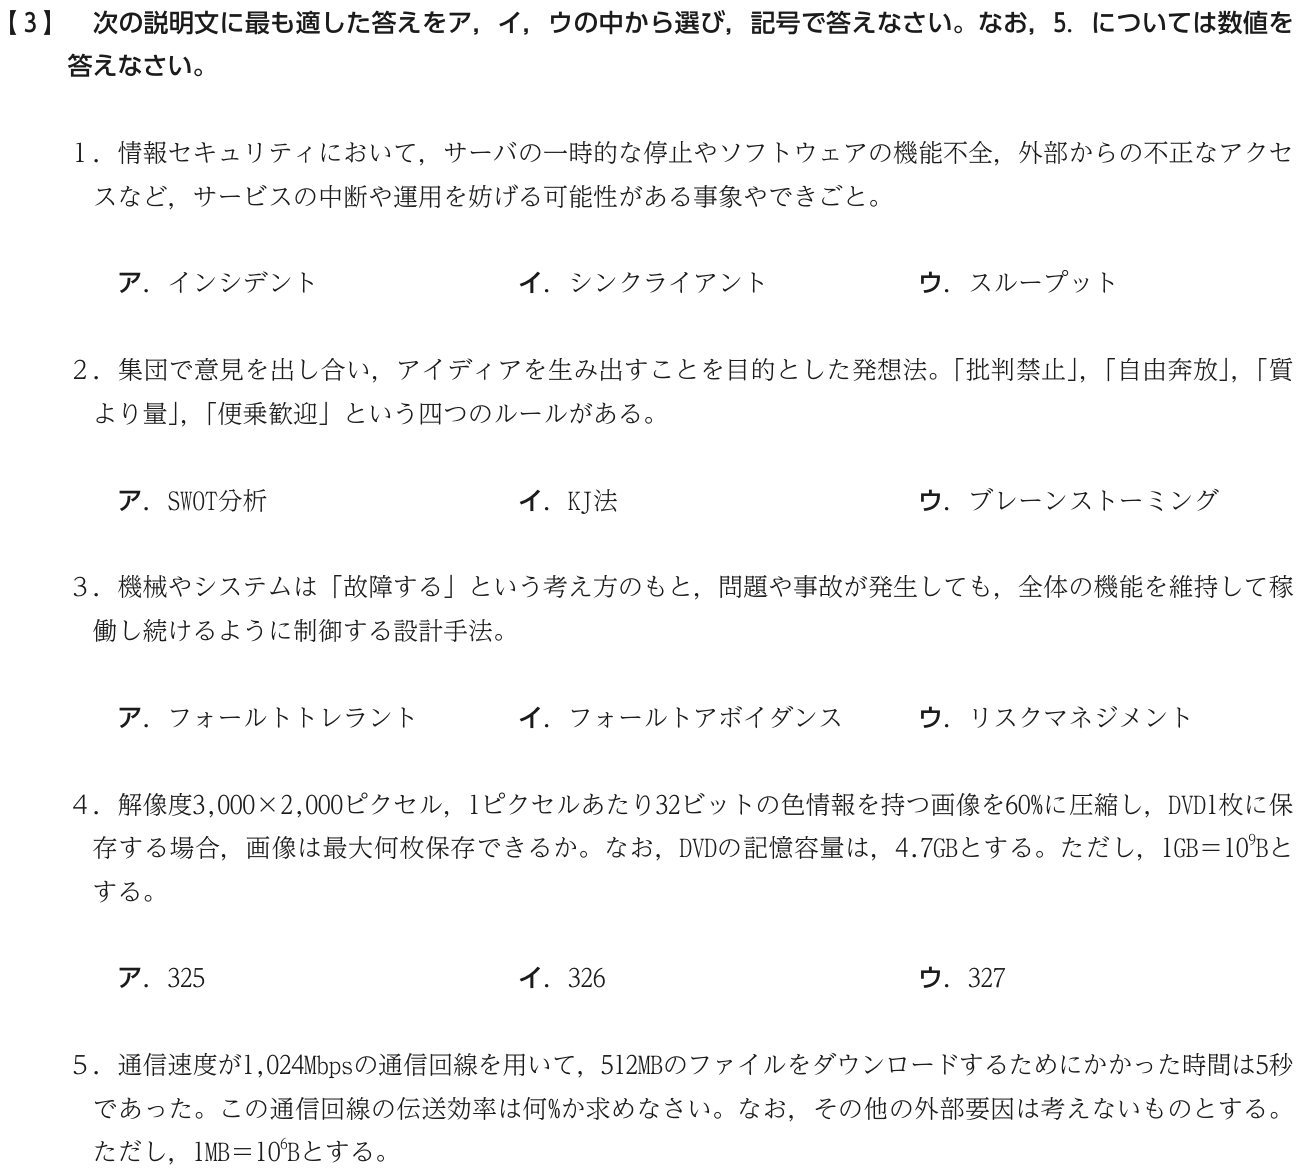 【３】　次の説明文に最も適した答えをア，イ，ウの中から選び，記号で答えなさい。なお，5．については数値を
答えなさい。
１．情報セキュリティにおいて，サーバの一時的な停止やソフトウェアの機能不全，外部からの不正なアクセ
スなど，サービスの中断や運用を妨げる可能性がある事象やできごと。
ア．インシデント　イ．シンクライアント　ウ．スループット
２．集団で意見を出し合い，アイディアを生み出すことを目的とした発想法。「批判禁止」，「自由奔放」，「質
より量」，「便乗歓迎」という四つのルールがある。
ア．SWOT分析　イ．KJ法　ウ．ブレーンストーミング
３．機械やシステムは「故障する」という考え方のもと，問題や事故が発生しても，全体の機能を維持して稼
働し続けるように制御する設計手法。
ア．フォールトトレラント　イ．フォールトアボイダンス　ウ．リスクマネジメント
４．解像度3,000×2,000ピクセル，1ピクセルあたり32ビットの色情報を持つ画像を60%に圧縮し，DVD1枚に保
存する場合，画像は最大何枚保存できるか。なお，DVDの記憶容量は，4.7GBとする。ただし，1GB＝10⁹Bと
する。
ア．325　イ．326　ウ．327
５．通信速度が1,024Mbpsの通信回線を用いて，512MBのファイルをダウンロードするためにかかった時間は5秒
であった。この通信回線の伝送効率は何%か求めなさい。なお，その他の外部要因は考えないものとする。
ただし，1MB＝10⁶Bとする。